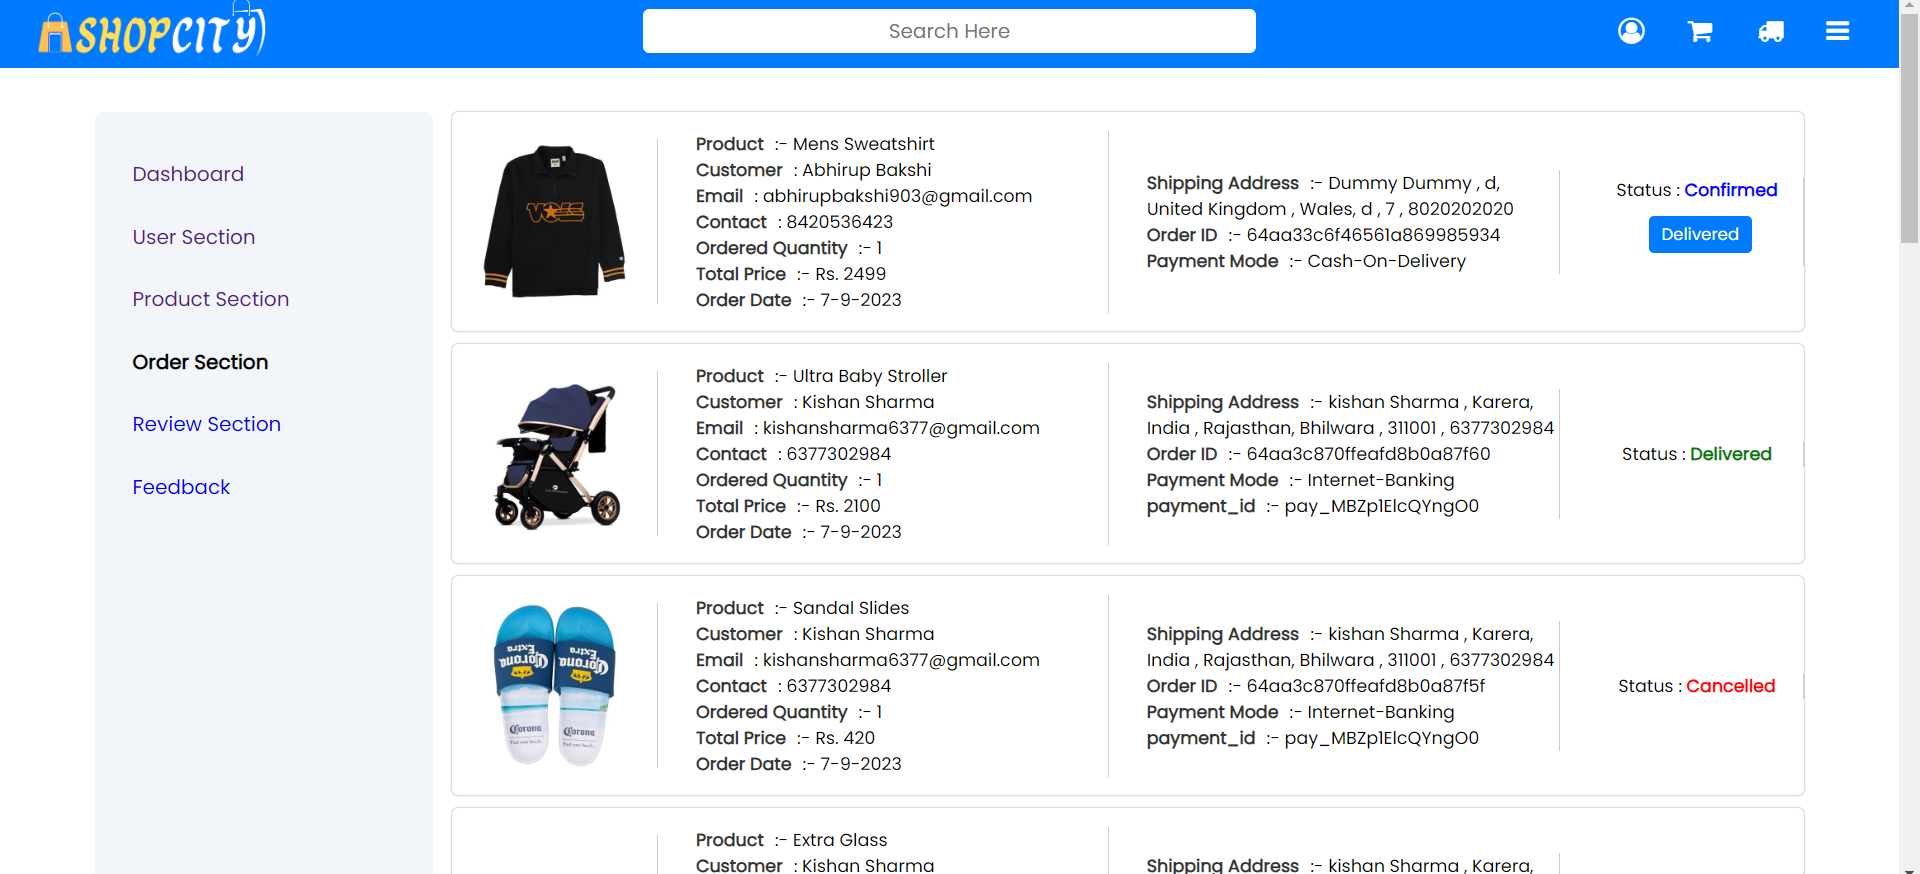 SHOPCITY
Search Here
Dashboard
User Section
Product Section
Order Section
Review Section
Feedback
VOLS
Product :- Mens Sweatshirt
Customer : Abhirup Bakshi
Email : abhirupbakshi903@gmail.com
Contact : 8420536423
Ordered Quantity :- 1
Total Price :- Rs. 2499
Order Date :- 7-9-2023
Shipping Address :- Dummy Dummy , d,
United Kingdom , Wales, d , 7 , 8020202020
Order ID :- 64aa33c6f46561a869985934
Payment Mode :- Cash-On-Delivery
Status : Confirmed
Delivered
Product :- Ultra Baby Stroller
Customer : Kishan Sharma
Email : kishansharma6377@gmail.com
Contact : 6377302984
Ordered Quantity :- 1
Total Price :- Rs. 2100
Order Date :- 7-9-2023
Shipping Address :- kishan Sharma , Karera,
India , Rajasthan, Bhilwara , 311001 , 6377302984
Order ID :- 64aa3c870ffeafd8b0a87f60
Payment Mode :- Internet-Banking
payment_id :- pay_MBZp1ElcQYngO0
Status : Delivered
Corona Extra
Corona Extra
Corona
Corona
Product :- Sandal Slides
Customer : Kishan Sharma
Email : kishansharma6377@gmail.com
Contact : 6377302984
Ordered Quantity :- 1
Total Price :- Rs. 420
Order Date :- 7-9-2023
Shipping Address :- kishan Sharma , Karera,
India , Rajasthan, Bhilwara , 311001 , 6377302984
Order ID :- 64aa3c870ffeafd8b0a87f5f
Payment Mode :- Internet-Banking
payment_id :- pay_MBZp1ElcQYngO0
Status : Cancelled
Product :- Extra Glass
Customer : Kishan Sharma
Shipping Address :- kishan Sharma , Karera,